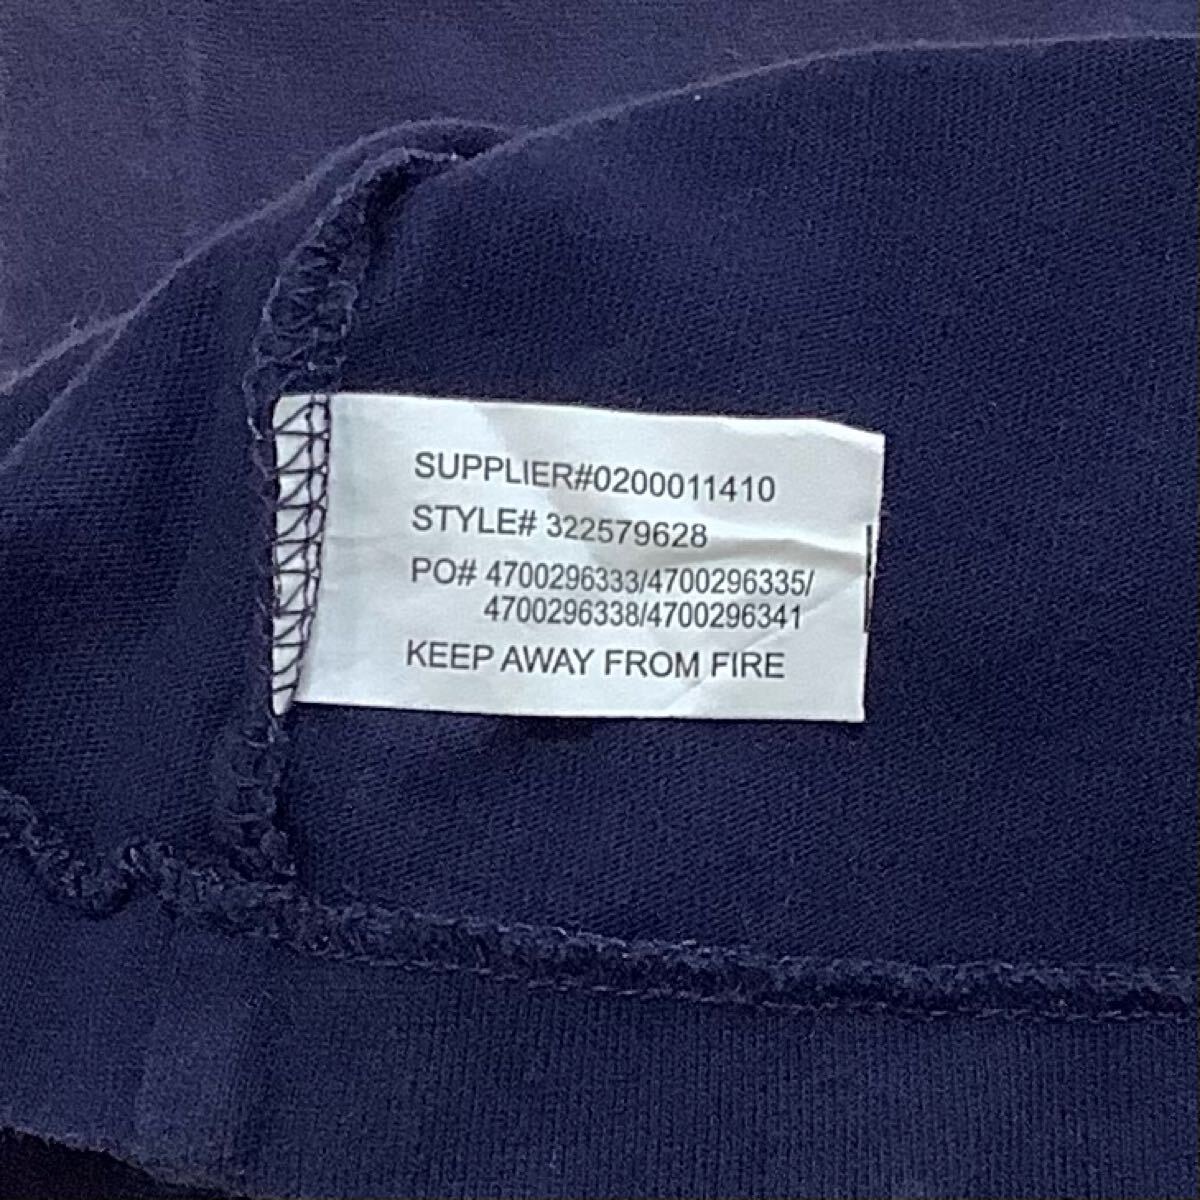 SUPPLIER#0200011410
STYLE# 322579628
PO# 4700296333/4700296335/
4700296338/4700296341
KEEP AWAY FROM FIRE